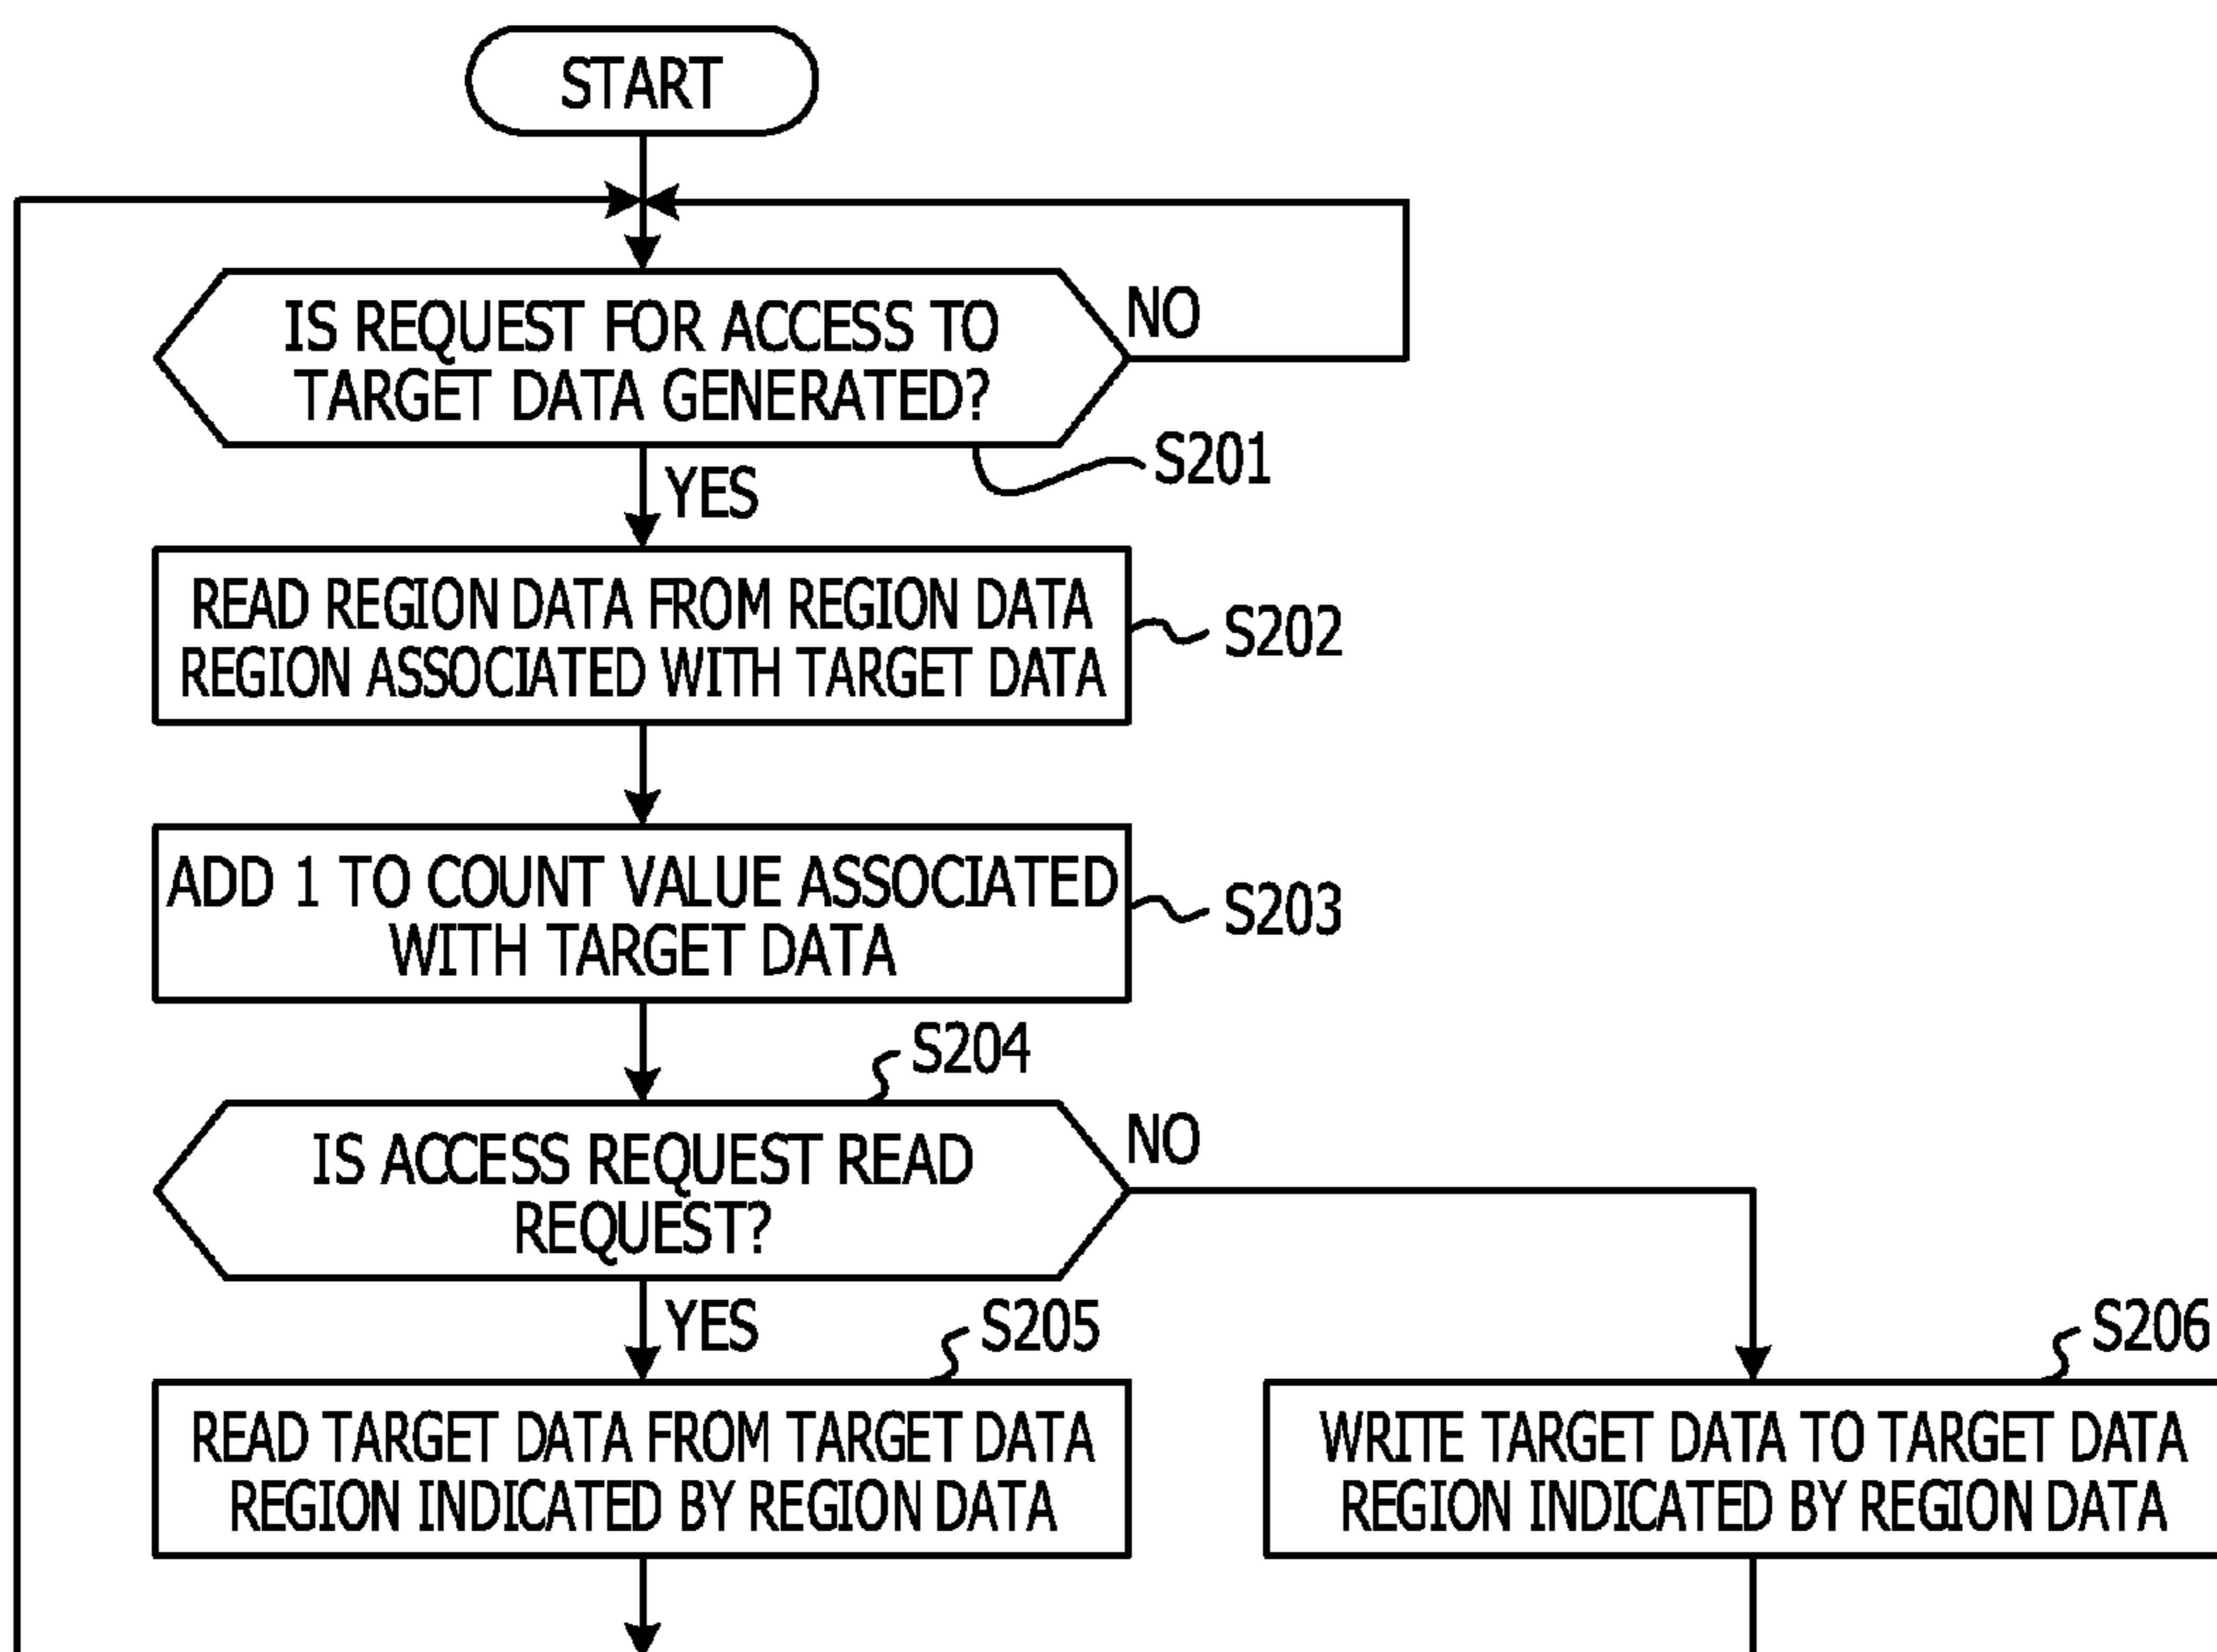 START
IS REQUEST FOR ACCESS TO
TARGET DATA GENERATED?
NO
S201
YES
READ REGION DATA FROM REGION DATA
REGION ASSOCIATED WITH TARGET DATA
S202
ADD 1 TO COUNT VALUE ASSOCIATED
WITH TARGET DATA
S203
S204
IS ACCESS REQUEST READ
REQUEST?
NO
YES
S205
READ TARGET DATA FROM TARGET DATA
REGION INDICATED BY REGION DATA
S206
WRITE TARGET DATA TO TARGET DATA
REGION INDICATED BY REGION DATA